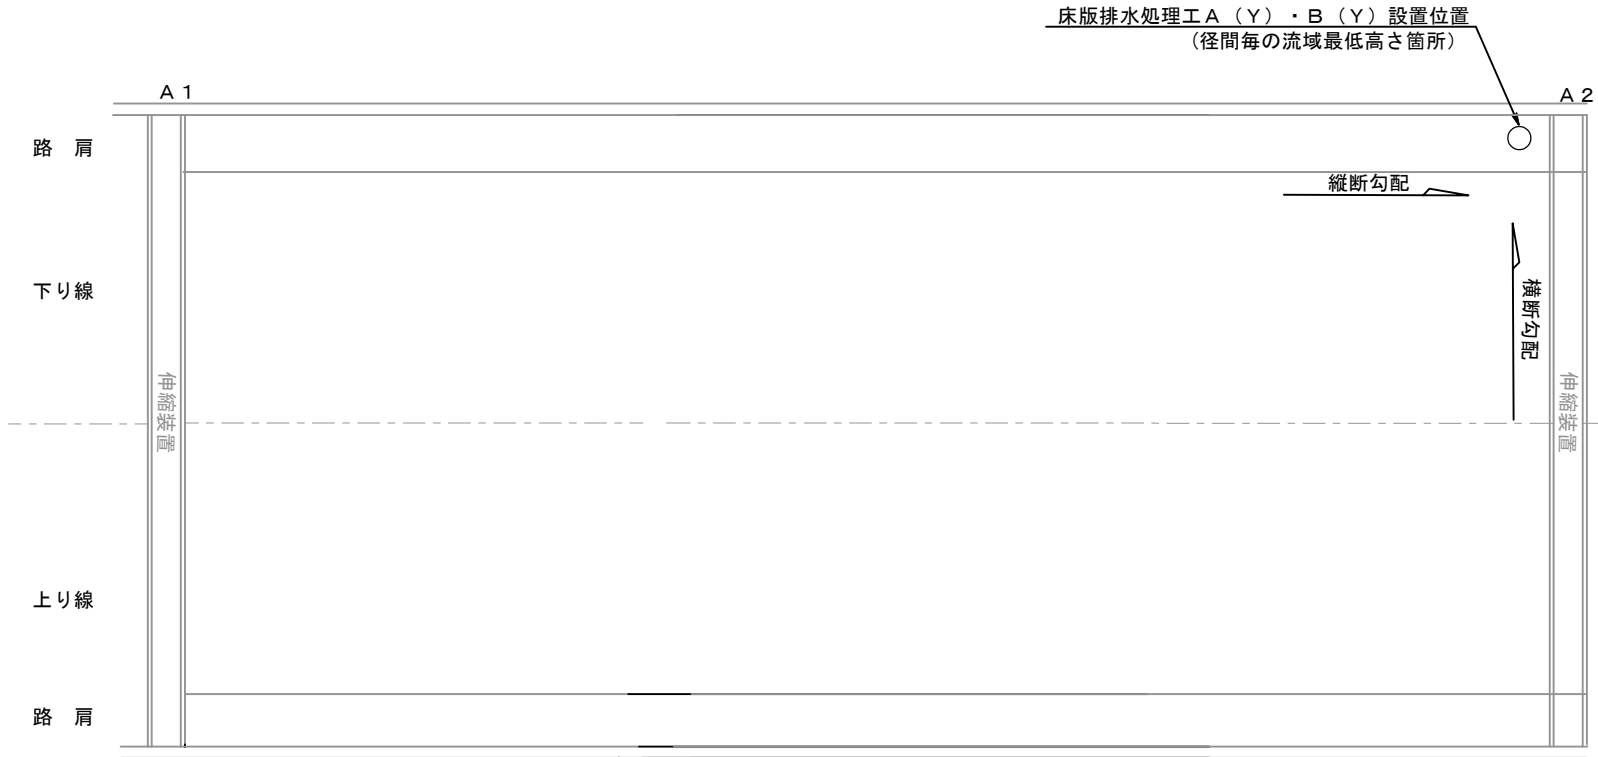 床版排水処理工Ａ（Ｙ）・Ｂ（Ｙ）設置位置
（径間毎の流域最低高さ箇所）
Ａ１
Ａ２
路　肩
縦断勾配
下り線
横断勾配
伸縮装置
伸縮装置
上り線
路　肩